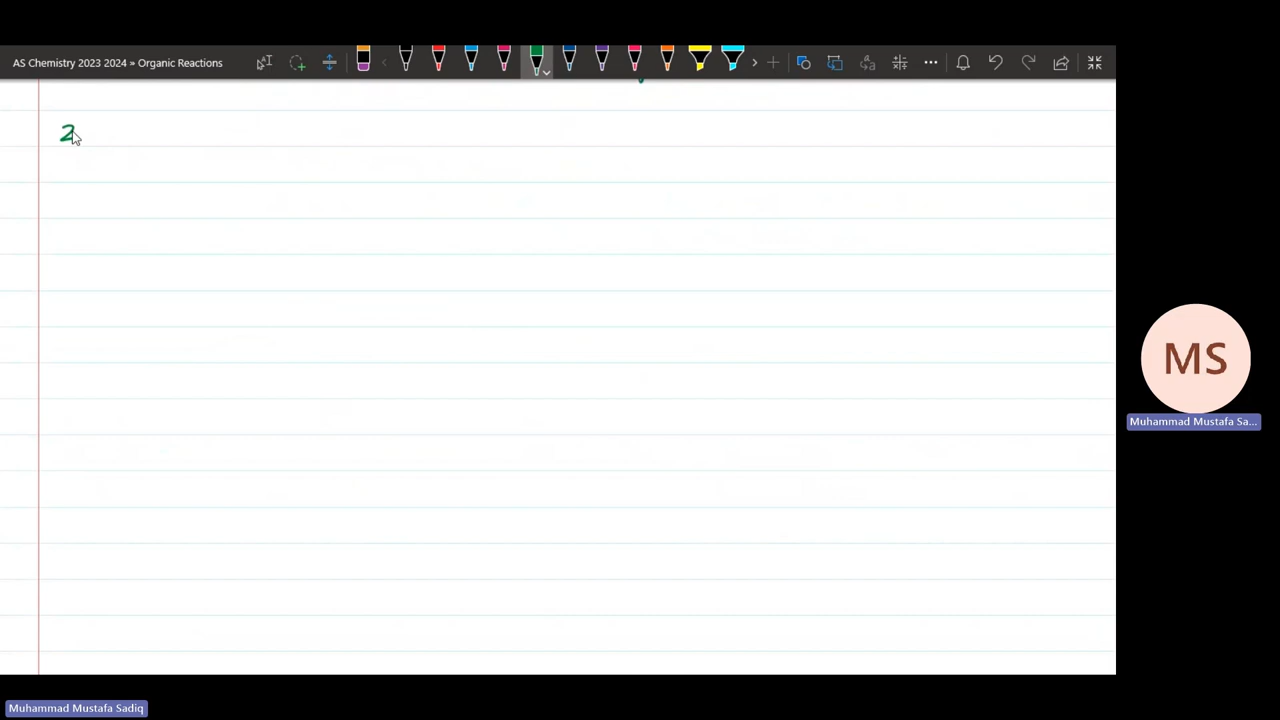 AS Chemistry 2023 2024 » Organic Reactions
2
MS
Muhammad Mustafa Sa...
Muhammad Mustafa Sadiq